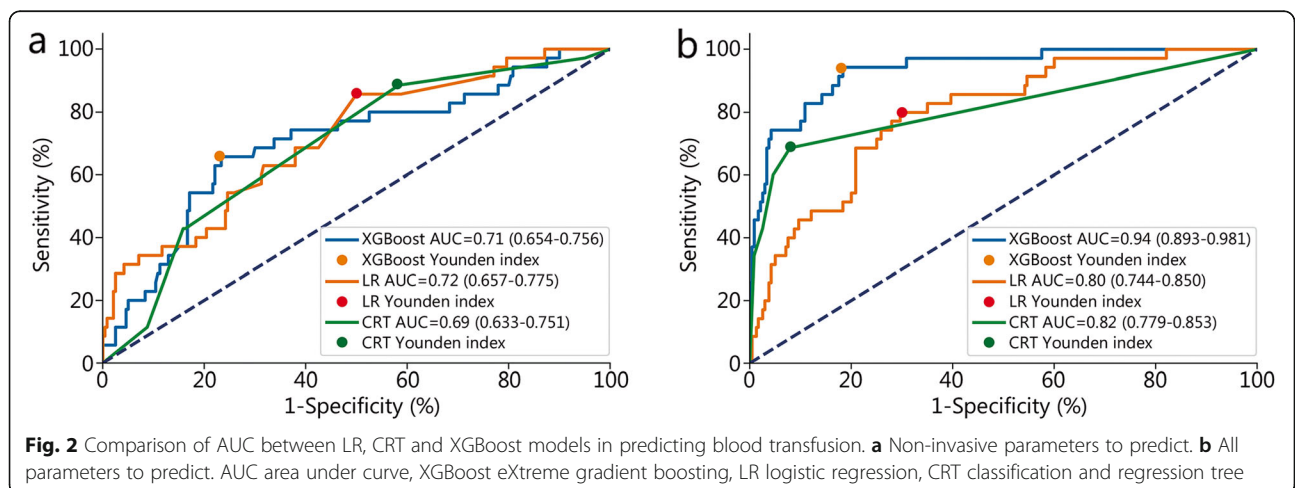 a
100
80
60
40
20
0
Sensitivity (%)
XGBoost AUC=0.71 (0.654-0.756)
XGBoost Younden index
LR AUC=0.72 (0.657-0.775)
LR Younden index
CRT AUC=0.69 (0.633-0.751)
CRT Younden index
0 20 40 60 80 100
1-Specificity (%)
b
100
80
60
40
20
0
Sensitivity (%)
XGBoost AUC=0.94 (0.893-0.981)
XGBoost Younden index
LR AUC=0.80 (0.744-0.850)
LR Younden index
CRT AUC=0.82 (0.779-0.853)
CRT Younden index
0 20 40 60 80 100
1-Specificity (%)
Fig. 2 Comparison of AUC between LR, CRT and XGBoost models in predicting blood transfusion. a Non-invasive parameters to predict. b All
parameters to predict. AUC area under curve, XGBoost eXtreme gradient boosting, LR logistic regression, CRT classification and regression tree